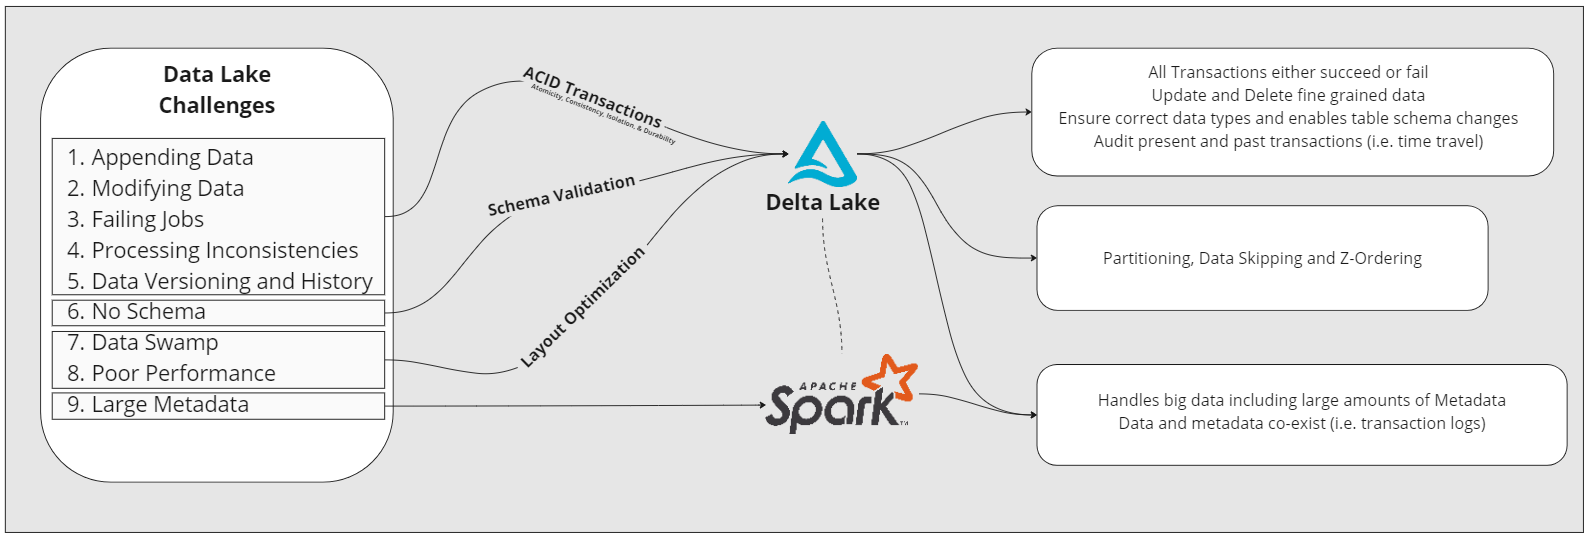 Data Lake
Challenges
1. Appending Data
2. Modifying Data
3. Failing Jobs
4. Processing Inconsistencies
5. Data Versioning and History
6. No Schema
7. Data Swamp
8. Poor Performance
9. Large Metadata
ACID Transactions
Atomicity, Consistency, Isolation, & Durability
Schema Validation
Layout Optimization
Delta Lake
APACHE
Spark™
All Transactions either succeed or fail
Update and Delete fine grained data
Ensure correct data types and enables table schema changes
Audit present and past transactions (i.e. time travel)
Partitioning, Data Skipping and Z-Ordering
Handles big data including large amounts of Metadata
Data and metadata co-exist (i.e. transaction logs)